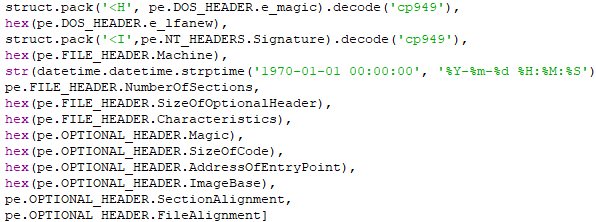 struct.pack('<H', pe.DOS_HEADER.e_magic).decode('cp949'),
hex(pe.DOS_HEADER.e_lfanew),
struct.pack('<I',pe.NT_HEADERS.Signature).decode('cp949'),
hex(pe.FILE_HEADER.Machine),
str(datetime.datetime.strptime('1970-01-01 00:00:00', '%Y-%m-%d %H:%M:%S')
pe.FILE_HEADER.NumberOfSections,
hex(pe.FILE_HEADER.SizeOfOptionalHeader),
hex(pe.FILE_HEADER.Characteristics),
hex(pe.OPTIONAL_HEADER.Magic),
hex(pe.OPTIONAL_HEADER.SizeOfCode),
hex(pe.OPTIONAL_HEADER.AddressOfEntryPoint),
hex(pe.OPTIONAL_HEADER.ImageBase),
pe.OPTIONAL_HEADER.SectionAlignment,
pe.OPTIONAL_HEADER.FileAlignment]